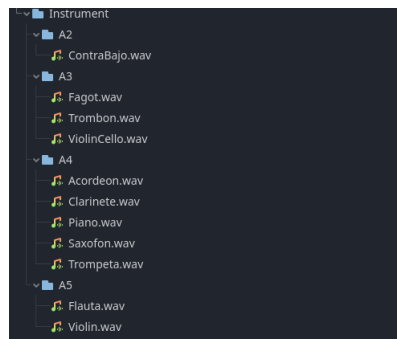 Instrument
A2
ContraBajo.wav
A3
Fagot.wav
Trombon.wav
ViolinCello.wav
A4
Acordeon.wav
Clarinete.wav
Piano.wav
Saxofon.wav
Trompeta.wav
A5
Flauta.wav
Violin.wav